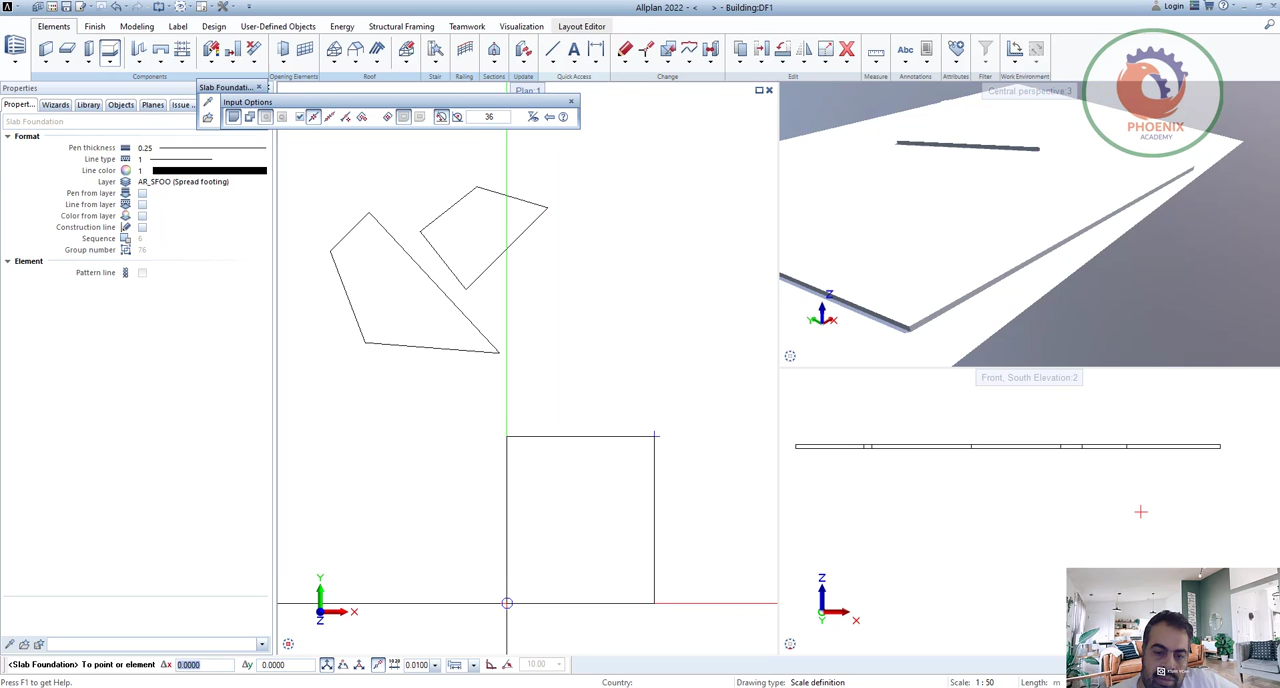 Allplan 2022 - < > - Building:DF1
Login
Elements
Finish
Modeling
Label
Design
User-Defined Objects
Energy
Structural Framing
Teamwork
Visualization
Layout Editor
Components
Opening Elements
Roof
Stair
Railing
Sections
Update
Quick Access
Change
Edit
Measure
Abc
Annotations
Attributes
Filter
Work Environment
Properties
Slab Foundati...
Propert...
Wizards
Library
Objects
Planes
Issue ...
Input Options
36
Plan:1
Central perspective:3
PHOENIX
ACADEMY
Slab Foundation
Format
Pen thickness 0.25
Line type 1
Line color 1
Layer AR_SFOO (Spread footing)
Pen from layer
Line from layer
Color from layer
Construction line
Sequence 6
Group number 76
Element
Pattern line
Z
Y X
Front, South Elevation:2
Y
X
Z
Z
Y X
<Slab Foundation> To point or element Δx 0.0000 Δy 0.0000 0.0100 10.00
Press F1 to get Help.
Country:
Drawing type: Scale definition
Scale: 1 : 50
Length: m